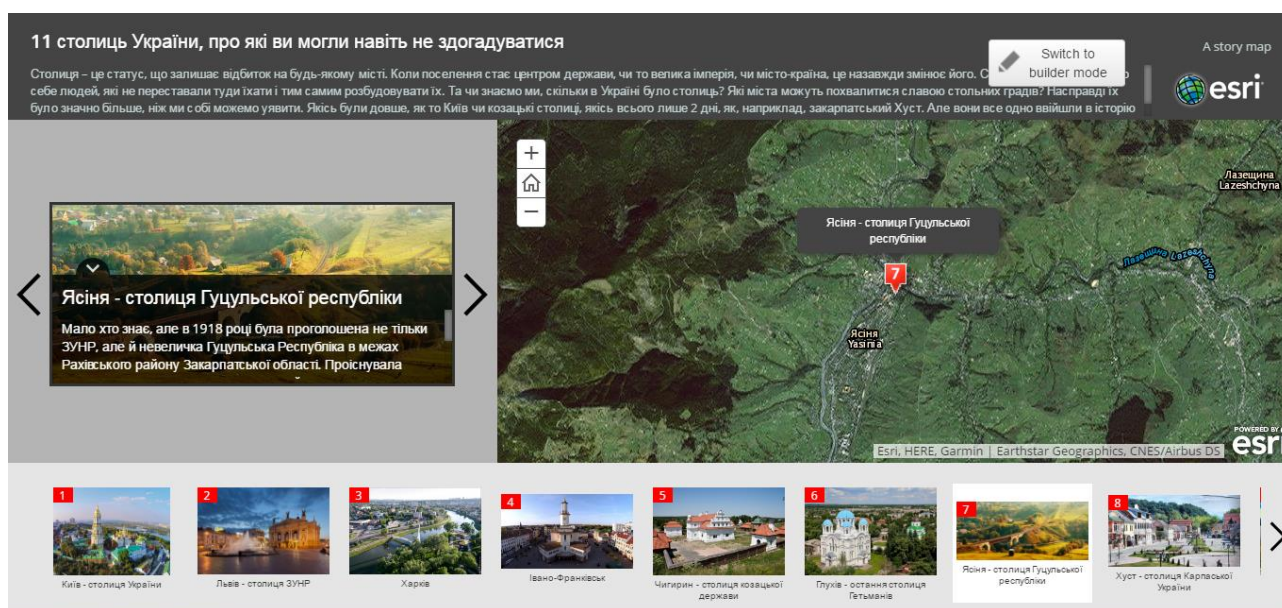 11 столиць України, про які ви могли навіть не здогадуватися
Столиця – це статус, що залишає відбиток на будь-якому місті. Коли поселення стає центром держави, чи то велика імперія, чи місто-країна, це назавжди змінює його.
себе людей, які не переставали туди їхати і тим самим розбудовувати їх. Та чи знаємо ми, скільки в Україні було столиць? Які міста можуть похвалитися славою стольних градів? Насправді їх
було значно більше, ніж ми собі можемо уявити. Якісь були довше, як то Київ чи козацькі столиці, якісь всього лише 2 дні, як, наприклад, закарпатський Хуст. Але вони все одно ввійшли в історію
Switch to
builder mode
A story map
esri
+
−
Ясіня - столиця Гуцульської
республіки
7
Лазещина
Lazeshchyna
Лазещина Lazeshchyna
Ясіня
Yasinia
Ясіня - столиця Гуцульської республіки
Мало хто знає, але в 1918 році була проголошена не тільки
ЗУНР, але й невеличка Гуцульська Республіка в межах
Рахівського району Закарпатської області. Проіснувала
Esri, HERE, Garmin | Earthstar Geographics, CNES/Airbus DS
POWERED BY
esri
1
Київ - столиця України
2
Львів - столиця ЗУНР
3
Харків
4
Івано-Франківськ
5
Чигирин - столиця козацької
держави
6
Глухів - остання столиця
Гетьманів
7
Ясіня - столиця Гуцульської
республіки
8
Хуст - столиця Карпаської
України